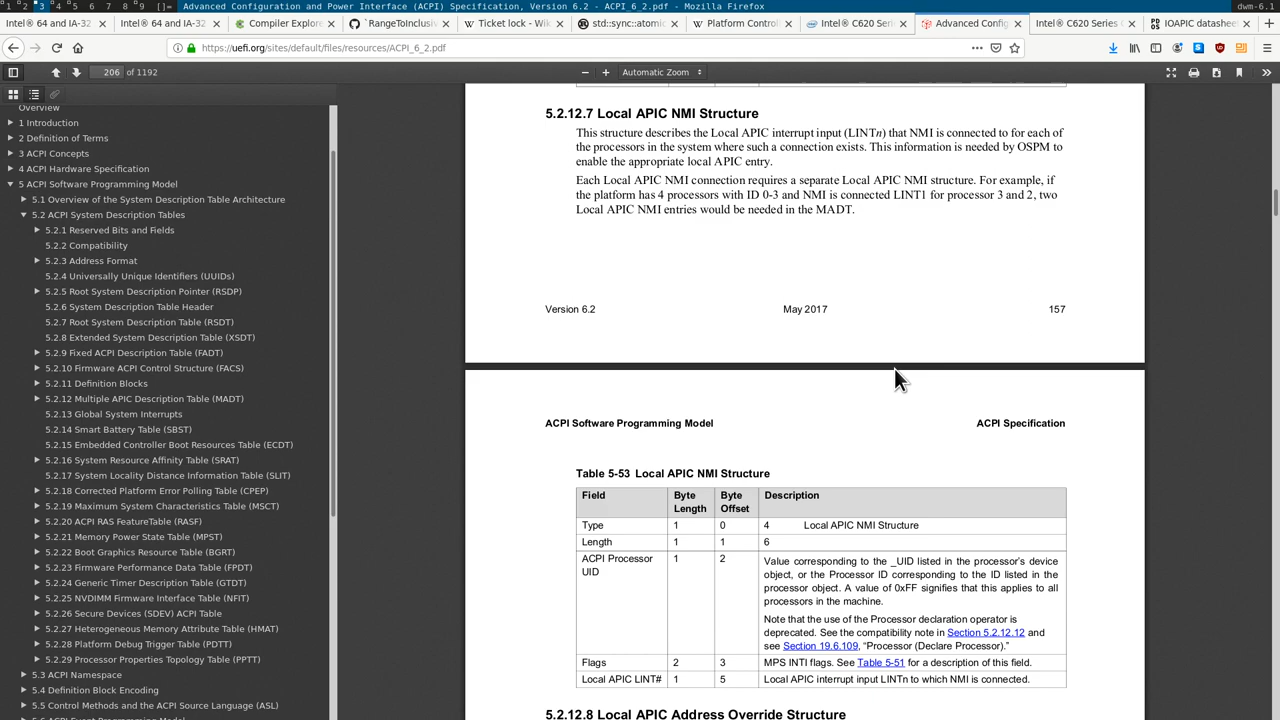 1 2 3 4 5 6 7 8 9 []= Advanced Configuration and Power Interface (ACPI) Specification, Version 6.2 - ACPI_6_2.pdf - Mozilla Firefox dwm-6.1
Intel® 64 and IA-32 Intel® 64 and IA-32 Compiler Explore `RangeToInclusiv Ticket lock - Wik std::sync::atomic Platform Control Intel® C620 Seri Advanced Config Intel® C620 Series IOAPIC datashee
https://uefi.org/sites/default/files/resources/ACPI_6_2.pdf
206 of 1192 Automatic Zoom
Overview
1 Introduction
2 Definition of Terms
3 ACPI Concepts
4 ACPI Hardware Specification
5 ACPI Software Programming Model
5.1 Overview of the System Description Table Architecture
5.2 ACPI System Description Tables
5.2.1 Reserved Bits and Fields
5.2.2 Compatibility
5.2.3 Address Format
5.2.4 Universally Unique Identifiers (UUIDs)
5.2.5 Root System Description Pointer (RSDP)
5.2.6 System Description Table Header
5.2.7 Root System Description Table (RSDT)
5.2.8 Extended System Description Table (XSDT)
5.2.9 Fixed ACPI Description Table (FADT)
5.2.10 Firmware ACPI Control Structure (FACS)
5.2.11 Definition Blocks
5.2.12 Multiple APIC Description Table (MADT)
5.2.13 Global System Interrupts
5.2.14 Smart Battery Table (SBST)
5.2.15 Embedded Controller Boot Resources Table (ECDT)
5.2.16 System Resource Affinity Table (SRAT)
5.2.17 System Locality Distance Information Table (SLIT)
5.2.18 Corrected Platform Error Polling Table (CPEP)
5.2.19 Maximum System Characteristics Table (MSCT)
5.2.20 ACPI RAS FeatureTable (RASF)
5.2.21 Memory Power State Table (MPST)
5.2.22 Boot Graphics Resource Table (BGRT)
5.2.23 Firmware Performance Data Table (FPDT)
5.2.24 Generic Timer Description Table (GTDT)
5.2.25 NVDIMM Firmware Interface Table (NFIT)
5.2.26 Secure Devices (SDEV) ACPI Table
5.2.27 Heterogeneous Memory Attribute Table (HMAT)
5.2.28 Platform Debug Trigger Table (PDTT)
5.2.29 Processor Properties Topology Table (PPTT)
5.3 ACPI Namespace
5.4 Definition Block Encoding
5.5 Control Methods and the ACPI Source Language (ASL)
5.6 ACPI Event Programming Model
5.2.12.7 Local APIC NMI Structure
This structure describes the Local APIC interrupt input (LINTn) that NMI is connected to for each of
the processors in the system where such a connection exists. This information is needed by OSPM to
enable the appropriate local APIC entry.
Each Local APIC NMI connection requires a separate Local APIC NMI structure. For example, if
the platform has 4 processors with ID 0-3 and NMI is connected LINT1 for processor 3 and 2, two
Local APIC NMI entries would be needed in the MADT.
Version 6.2 May 2017 157
ACPI Software Programming Model ACPI Specification
Table 5-53 Local APIC NMI Structure
Field Byte Length Byte Offset Description
Type 1 0 4 Local APIC NMI Structure
Length 1 1 6
ACPI Processor UID 1 2 Value corresponding to the _UID listed in the processor's device
object, or the Processor ID corresponding to the ID listed in the
processor object. A value of 0xFF signifies that this applies to all
processors in the machine.
Note that the use of the Processor declaration operator is
deprecated. See the compatibility note in Section 5.2.12.12 and
see Section 19.6.109, “Processor (Declare Processor).”
Flags 2 3 MPS INTI flags. See Table 5-51 for a description of this field.
Local APIC LINT# 1 5 Local APIC interrupt input LINTn to which NMI is connected.
5.2.12.8 Local APIC Address Override Structure